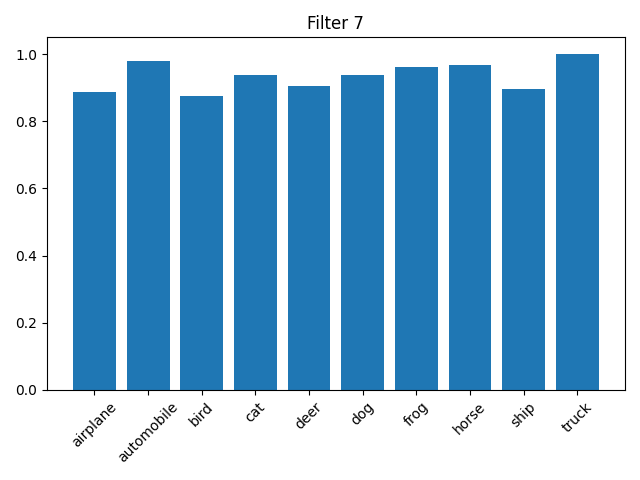 Filter 7
1.0
0.8
0.6
0.4
0.2
0.0
airplane
automobile
bird
cat
deer
dog
frog
horse
ship
truck